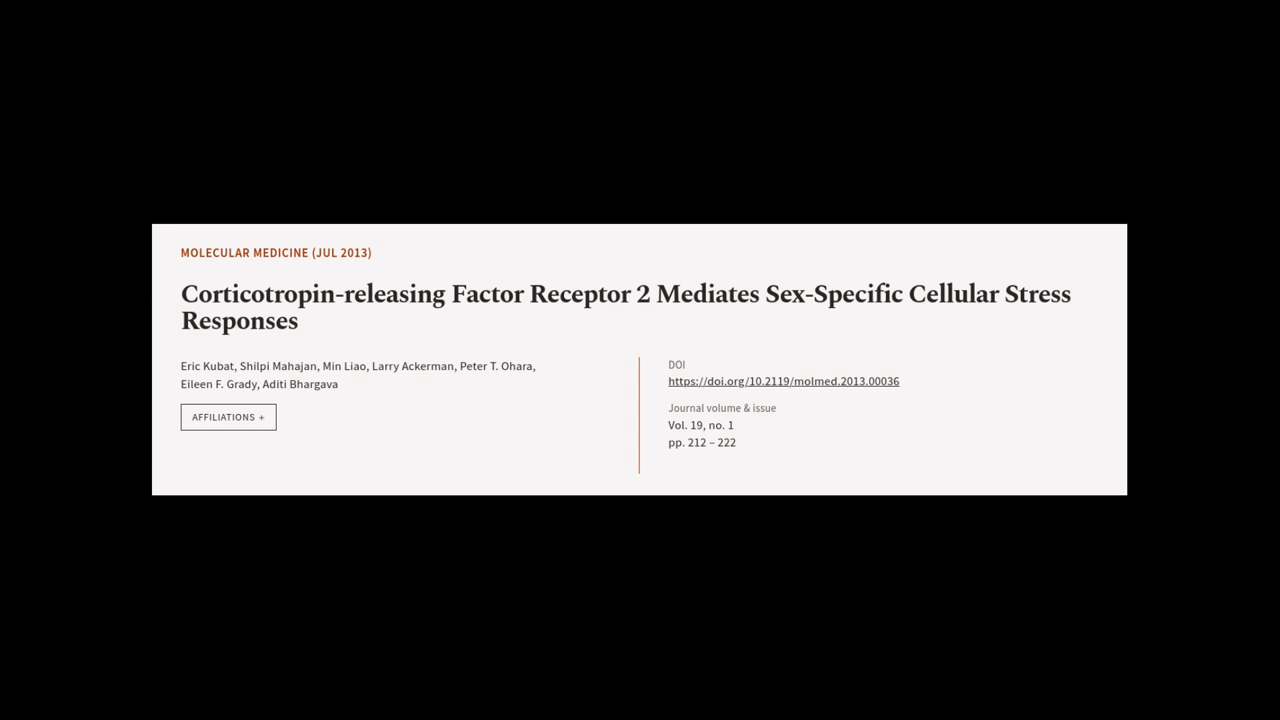 MOLECULAR MEDICINE (JUL 2013)
Corticotropin-releasing Factor Receptor 2 Mediates Sex-Specific Cellular Stress
Responses
Eric Kubat, Shilpi Mahajan, Min Liao, Larry Ackerman, Peter T. Ohara,
Eileen F. Grady, Aditi Bhargava
AFFILIATIONS +
DOI
https://doi.org/10.2119/molmed.2013.00036
Journal volume & issue
Vol. 19, no. 1
pp. 212 – 222